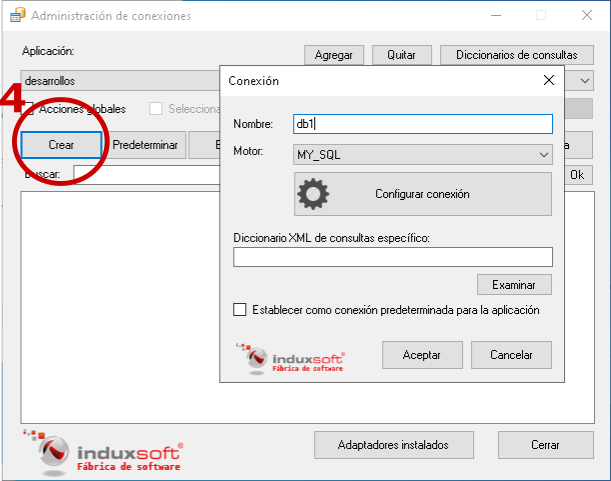 Administración de conexiones
Aplicación:
Agregar
Quitar
Diccionarios de consultas
desarrollos
4
Acciones globales
Selecciona
Crear
Predeterminar
Buscar:
Ok
Conexión
Nombre:
db1
Motor:
MY_SQL
Configurar conexión
Diccionario XML de consultas específico:
Examinar
Establecer como conexión predeterminada para la aplicación
induxsoft®
Fábrica de software
Aceptar
Cancelar
induxsoft®
Fábrica de software
Adaptadores instalados
Cerrar